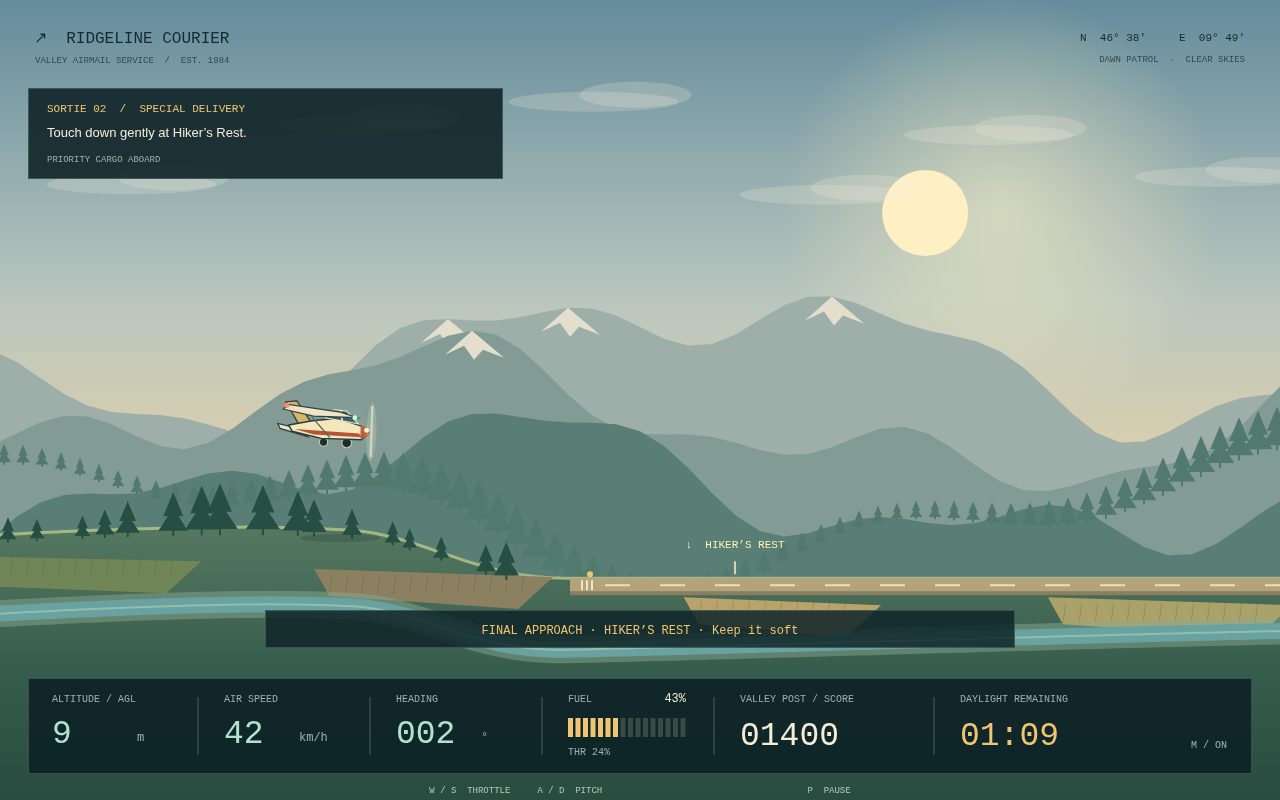 ↗ RIDGELINE COURIER
VALLEY AIRMAIL SERVICE / EST. 1984
N 46° 38' E 09° 49'
DAWN PATROL · CLEAR SKIES
SORTIE 02 / SPECIAL DELIVERY
Touch down gently at Hiker’s Rest.
PRIORITY CARGO ABOARD
↓ HIKER’S REST
FINAL APPROACH · HIKER’S REST · Keep it soft
ALTITUDE / AGL
9 m
AIR SPEED
42 km/h
HEADING
002 °
FUEL 43%
THR 24%
VALLEY POST / SCORE
01400
DAYLIGHT REMAINING
01:09
M / ON
W / S THROTTLE A / D PITCH P PAUSE